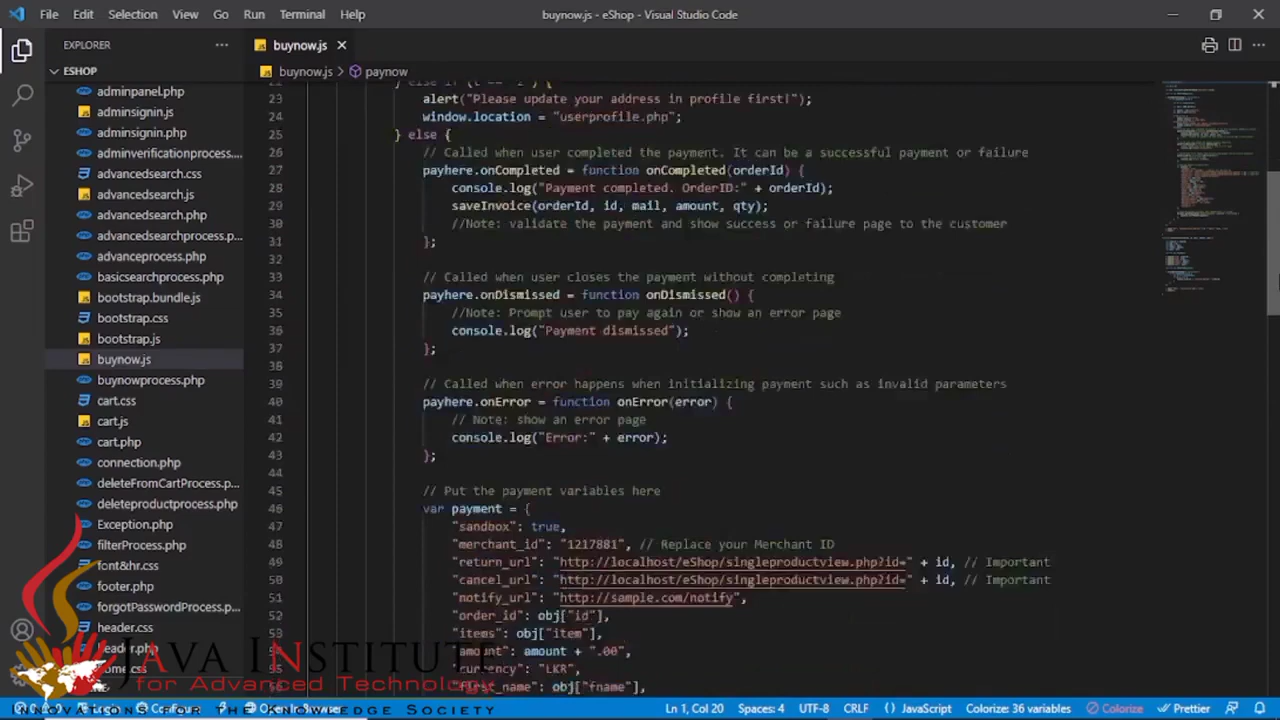 File Edit Selection View Go Run Terminal Help
buynow.js - eShop - Visual Studio Code
EXPLORER
buynow.js
ESHOP
buynow.js > paynow
adminpanel.php
adminsignin.js
adminsignin.php
adminverificationprocess....
advancedsearch.css
advancedsearch.js
advancedsearch.php
advancedsearchprocess.p...
advanceprocess.php
basicsearchprocess.php
bootstrap.bundle.js
bootstrap.css
bootstrap.js
buynow.js
buynowprocess.php
cart.css
cart.js
cart.php
connection.php
deleteFromCartProcess.p...
deleteproductprocess.php
Exception.php
filterProcess.php
font&hr.css
footer.php
forgotPasswordProcess.p...
header.css
23 alert("Please update your address in profile first!");
24 window.location = "userprofile.php";
25 } else {
26 // Called when user completed the payment. It can be a successful payment or failure
27 payhere.onCompleted = function onCompleted(orderId) {
28 console.log("Payment completed. OrderID:" + orderId);
29 saveInvoice(orderId, id, mail, amount, qty);
30 //Note: validate the payment and show success or failure page to the customer
31 };
32
33 // Called when user closes the payment without completing
34 payhere.onDismissed = function onDismissed() {
35 //Note: Prompt user to pay again or show an error page
36 console.log("Payment dismissed");
37 };
38
39 // Called when error happens when initializing payment such as invalid parameters
40 payhere.onError = function onError(error) {
41 // Note: show an error page
42 console.log("Error:" + error);
43 };
44
45 // Put the payment variables here
46 var payment = {
47 "sandbox": true,
48 "merchant_id": "1217881", // Replace your Merchant ID
49 "return_url": "http://localhost/eShop/singleproductview.php?id=" + id, // Important
50 "cancel_url": "http://localhost/eShop/singleproductview.php?id=" + id, // Important
51 "notify_url": "http://sample.com/notify",
52 "order_id": obj["id"],
53 "items": obj["item"],
54 "amount": amount + ".00",
55 "currency": "LKR",
56 "first_name": obj["fname"],
JAVA INSTITUTE
for Advanced Technology
INNOVATIONS FOR THE KNOWLEDGE SOCIETY
Ln 1, Col 20 Spaces: 4 UTF-8 CRLF {} JavaScript Colorize: 36 variables Colorize Prettier